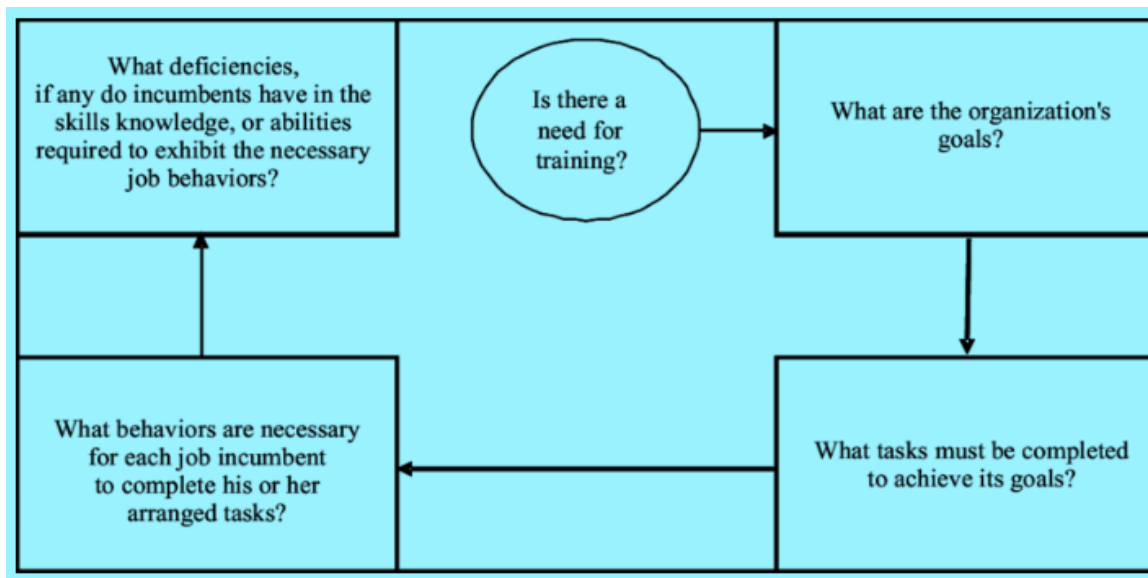 What deficiencies,
if any do incumbents have in the
skills knowledge, or abilities
required to exhibit the necessary
job behaviors?
Is there a
need for
training?
What are the organization's
goals?
What behaviors are necessary
for each job incumbent
to complete his or her
arranged tasks?
What tasks must be completed
to achieve its goals?